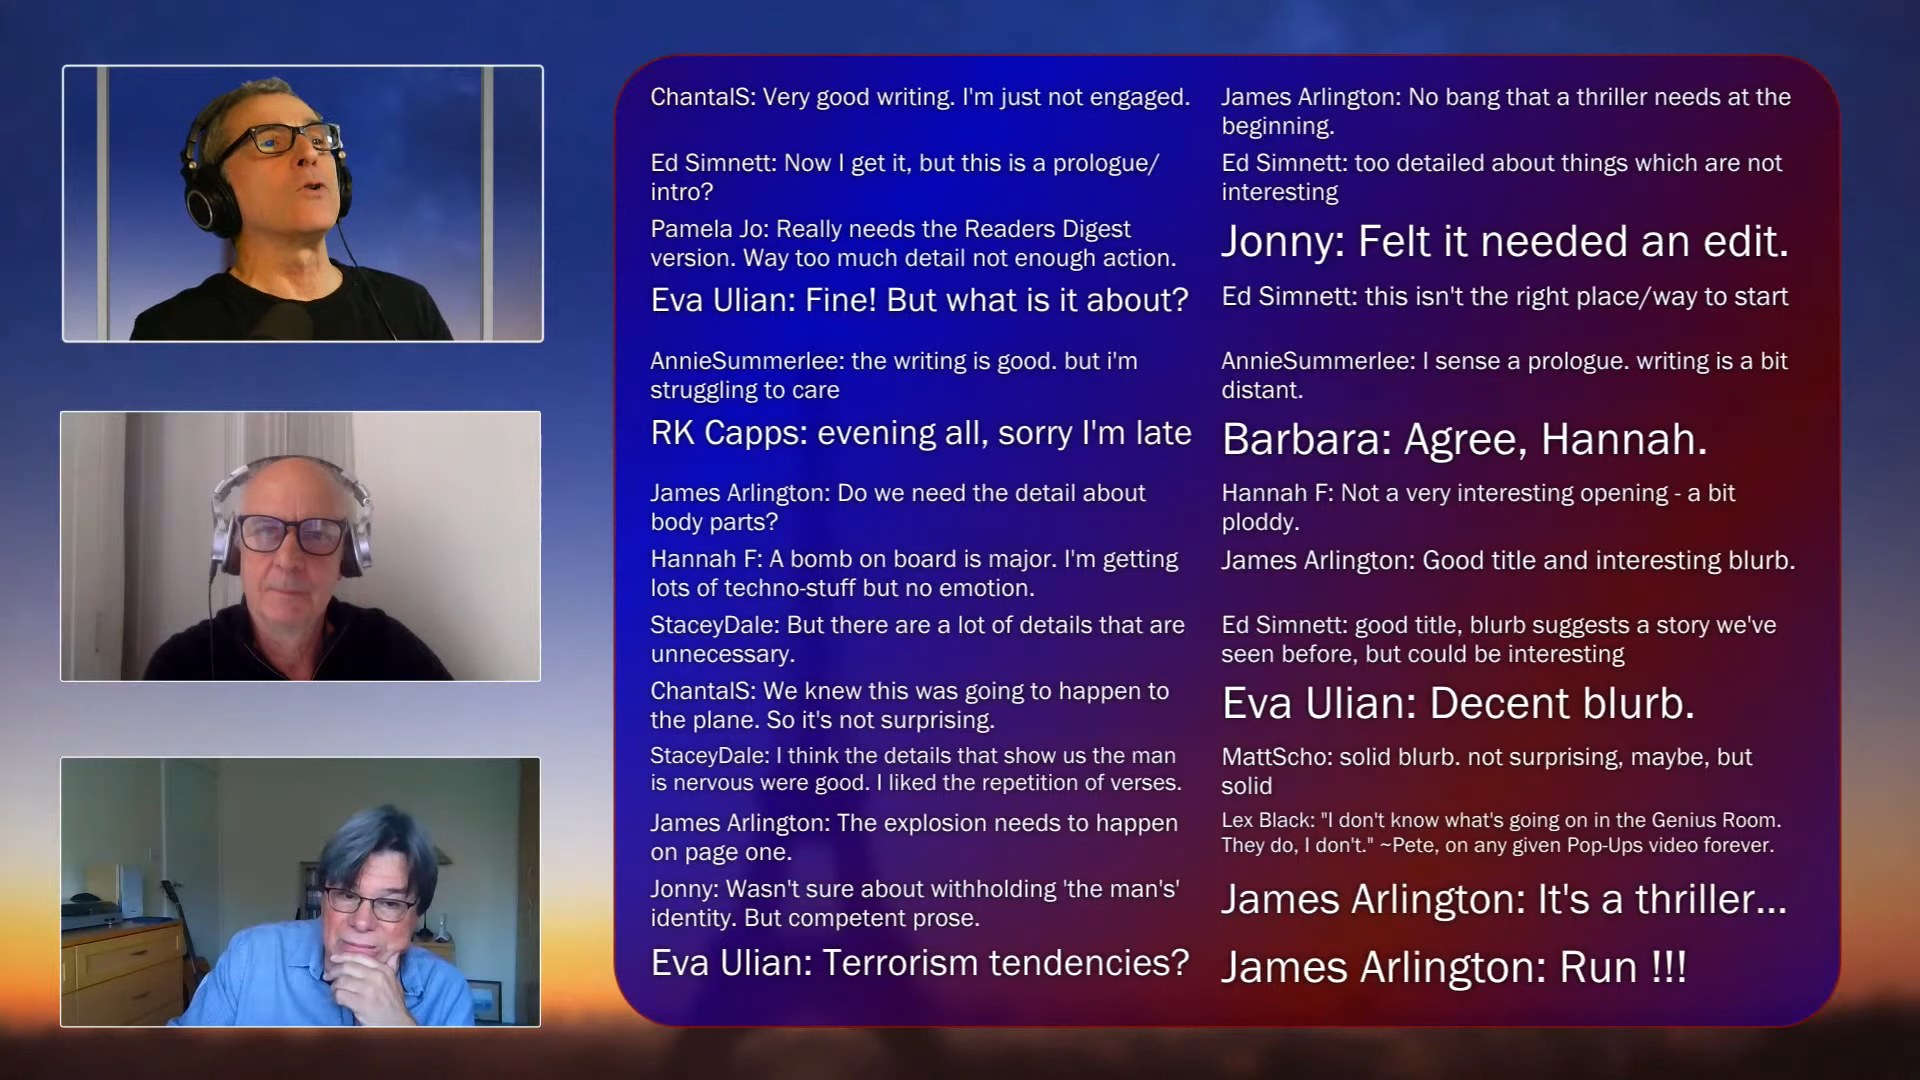 ChantalS: Very good writing. I'm just not engaged.
Ed Simnett: Now I get it, but this is a prologue/
intro?
Pamela Jo: Really needs the Readers Digest
version. Way too much detail not enough action.
Eva Ulian: Fine! But what is it about?
AnnieSummerlee: the writing is good. but i'm
struggling to care
RK Capps: evening all, sorry I'm late
James Arlington: Do we need the detail about
body parts?
Hannah F: A bomb on board is major. I'm getting
lots of techno-stuff but no emotion.
StaceyDale: But there are a lot of details that are
unnecessary.
ChantalS: We knew this was going to happen to
the plane. So it's not surprising.
StaceyDale: I think the details that show us the man
is nervous were good. I liked the repetition of verses.
James Arlington: The explosion needs to happen
on page one.
Jonny: Wasn't sure about withholding 'the man's'
identity. But competent prose.
Eva Ulian: Terrorism tendencies?
James Arlington: No bang that a thriller needs at the
beginning.
Ed Simnett: too detailed about things which are not
interesting
Jonny: Felt it needed an edit.
Ed Simnett: this isn't the right place/way to start
AnnieSummerlee: I sense a prologue. writing is a bit
distant.
Barbara: Agree, Hannah.
Hannah F: Not a very interesting opening - a bit
ploddy.
James Arlington: Good title and interesting blurb.
Ed Simnett: good title, blurb suggests a story we've
seen before, but could be interesting
Eva Ulian: Decent blurb.
MattScho: solid blurb. not surprising, maybe, but
solid
Lex Black: "I don't know what's going on in the Genius Room.
They do, I don't." ~Pete, on any given Pop-Ups video forever.
James Arlington: It's a thriller...
James Arlington: Run !!!